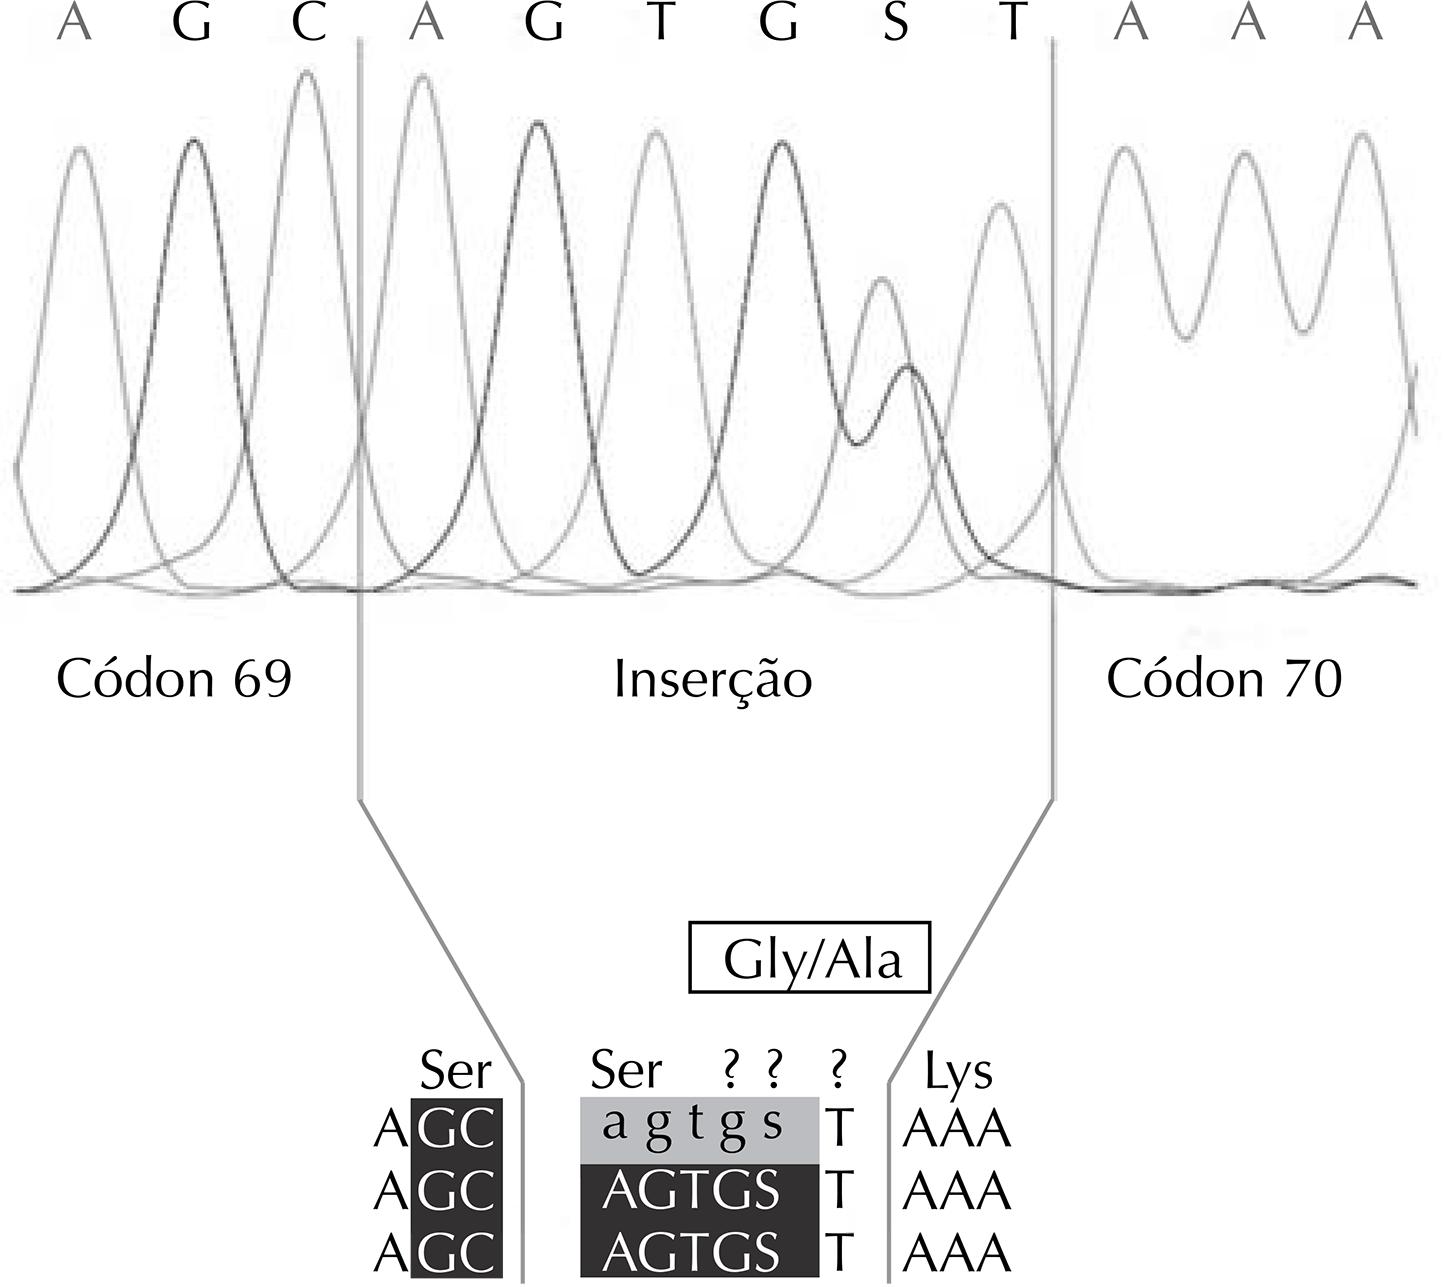 A G C A G T G S T A A A
Códon 69 Inserção Códon 70
Gly/Ala
Ser Ser ? ? ? Lys
AGC agtgs T AAA
AGC AGTGS T AAA
AGC AGTGS T AAA